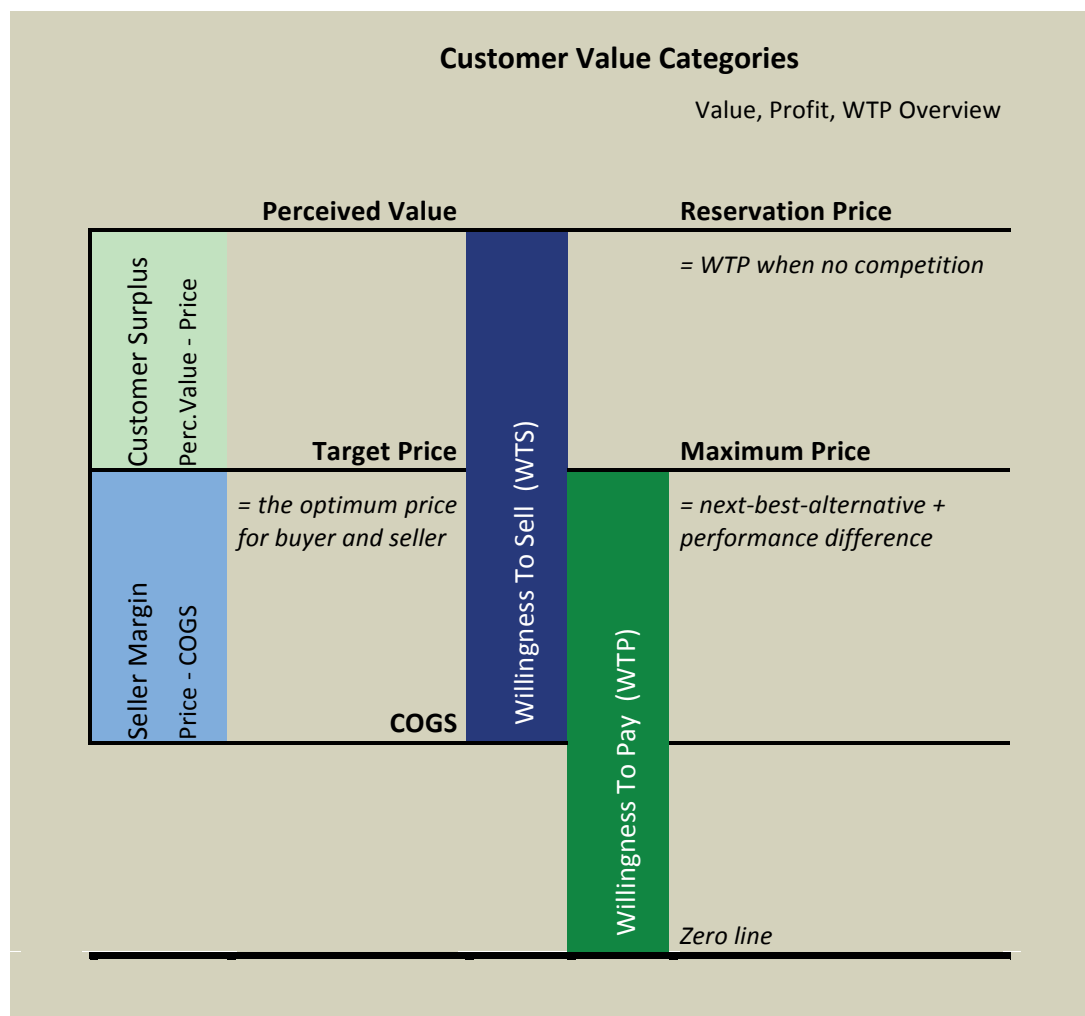 Customer Value Categories
Value, Profit, WTP Overview
Perceived Value
Reservation Price
= WTP when no competition
Customer Surplus
Perc.Value - Price
Target Price
Maximum Price
= the optimum price
for buyer and seller
= next-best-alternative +
performance difference
Willingness To Sell (WTS)
Seller Margin
Price - COGS
COGS
Willingness To Pay (WTP)
Zero line